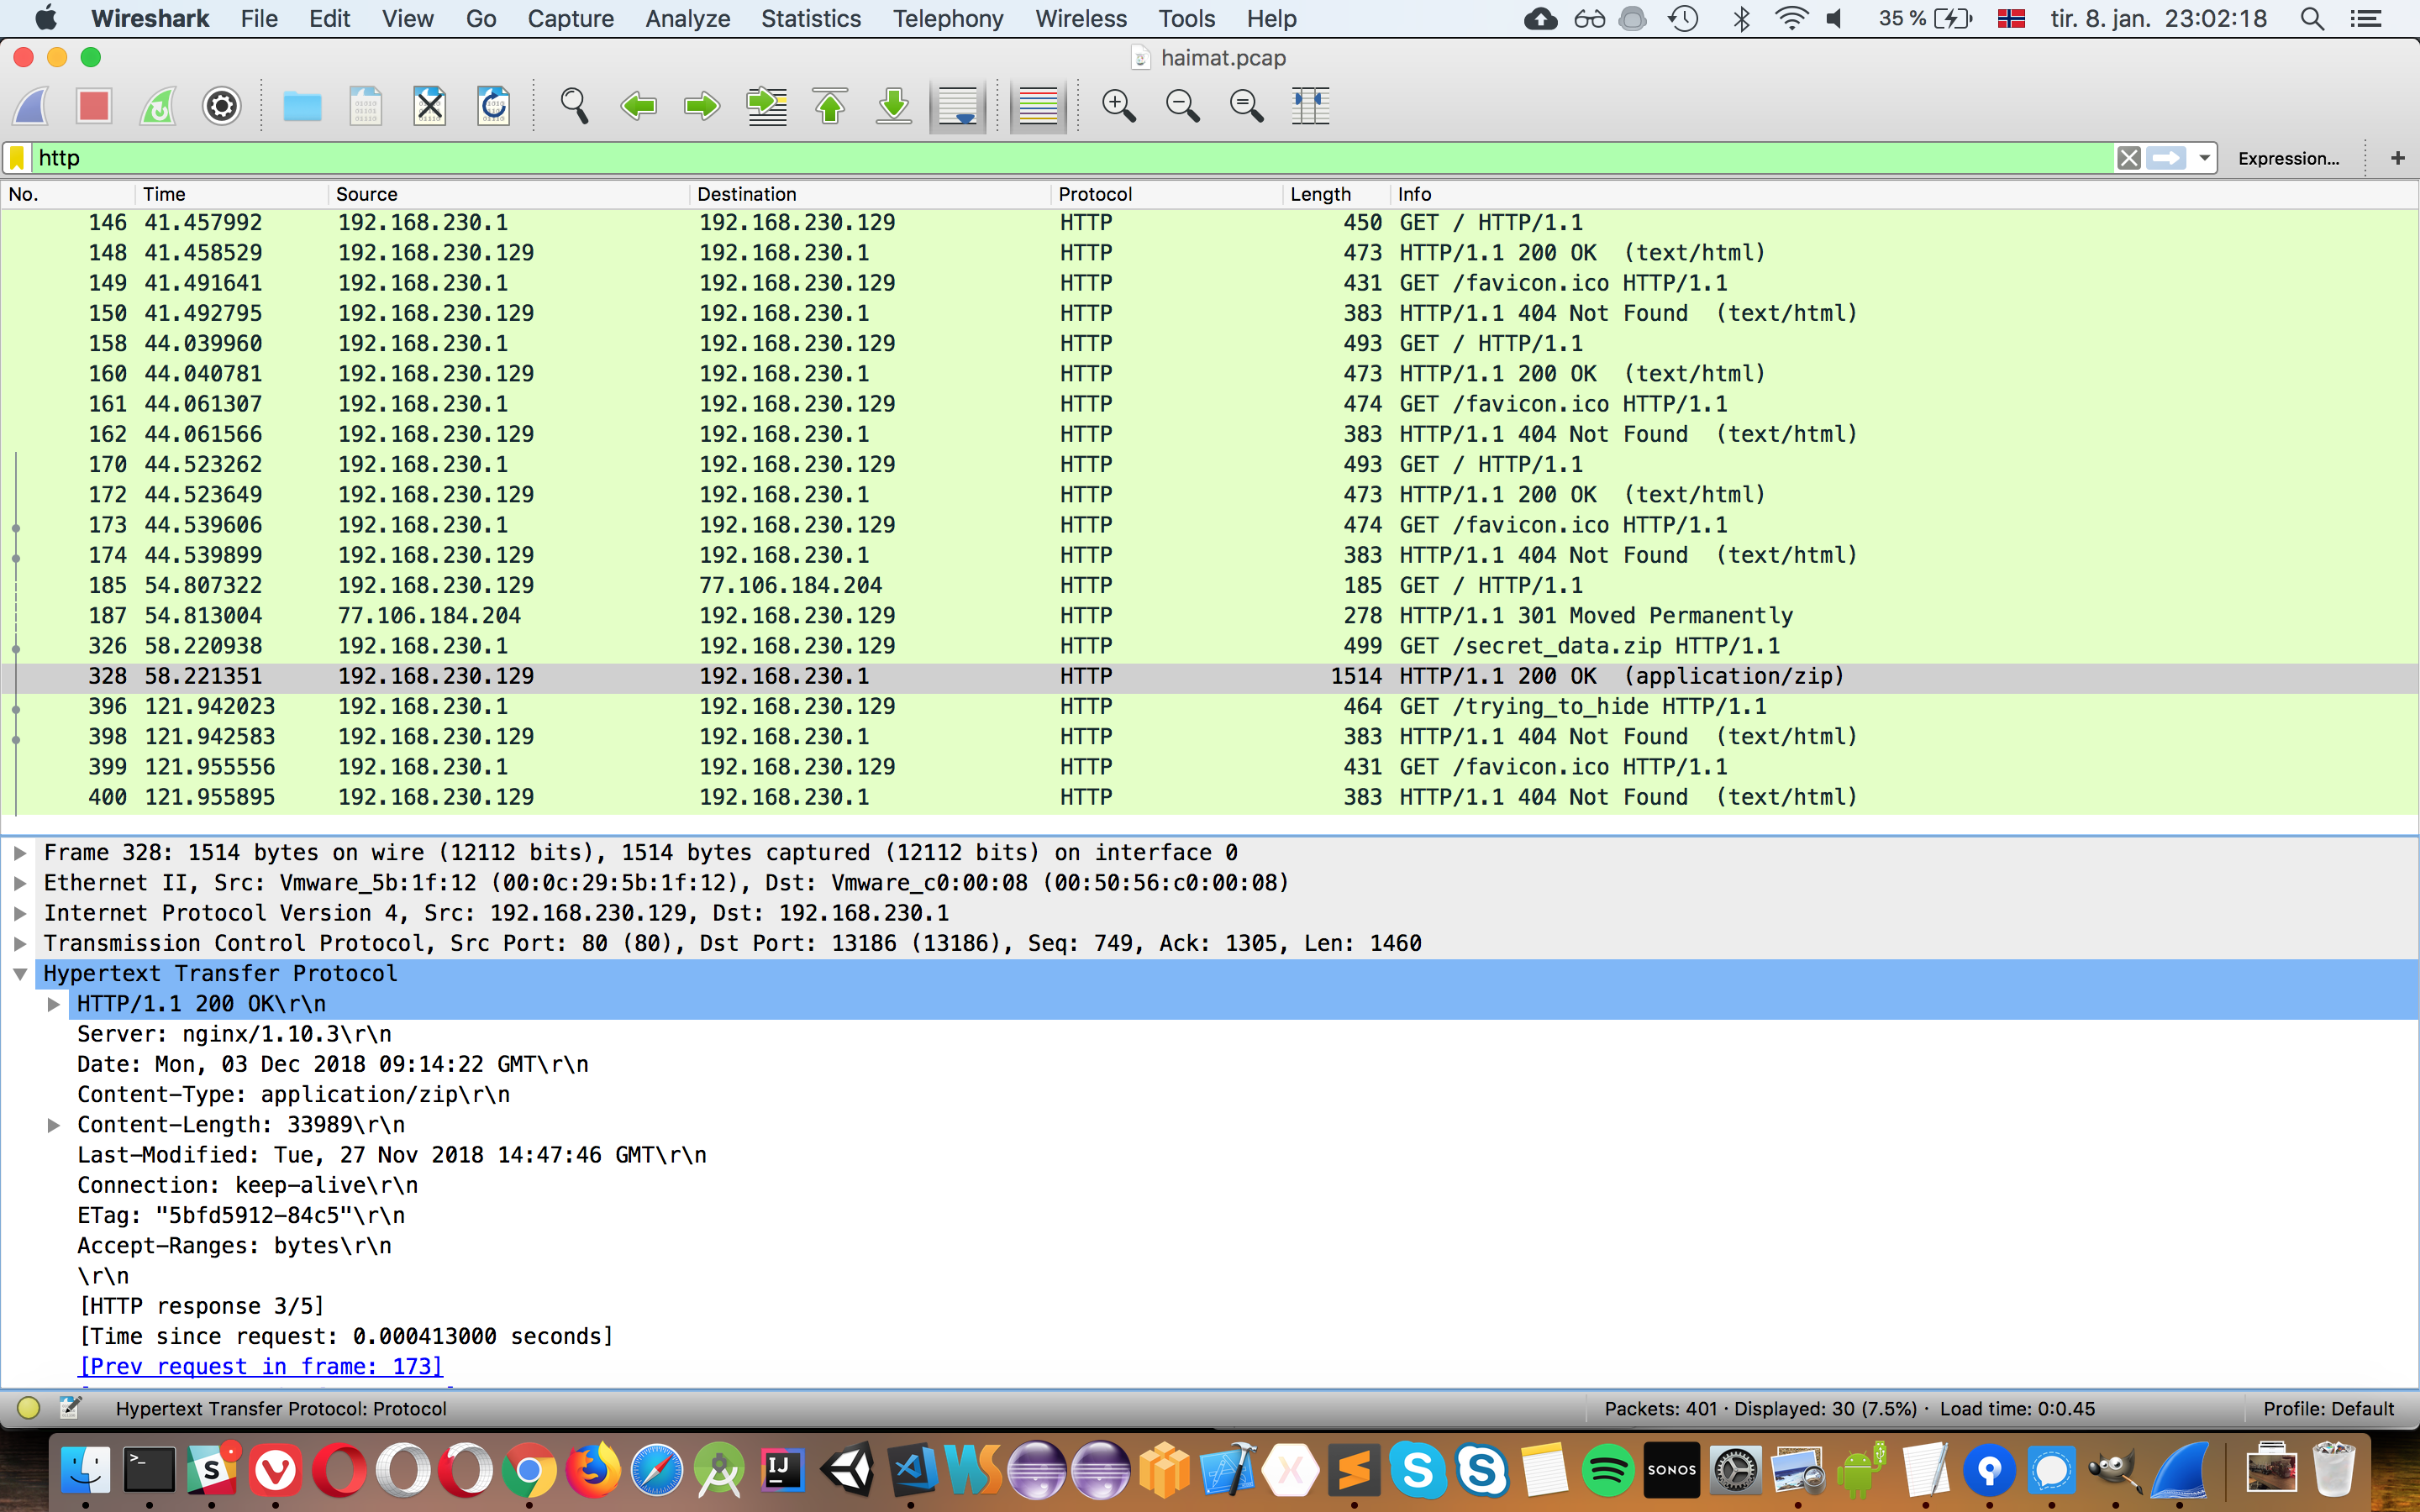 Wireshark File Edit View Go Capture Analyze Statistics Telephony Wireless Tools Help 35 % tir. 8. jan. 23:02:18
haimat.pcap
http Expression... +
No. Time Source Destination Protocol Length Info
146 41.457992 192.168.230.1 192.168.230.129 HTTP 450 GET / HTTP/1.1
148 41.458529 192.168.230.129 192.168.230.1 HTTP 473 HTTP/1.1 200 OK (text/html)
149 41.491641 192.168.230.1 192.168.230.129 HTTP 431 GET /favicon.ico HTTP/1.1
150 41.492795 192.168.230.129 192.168.230.1 HTTP 383 HTTP/1.1 404 Not Found (text/html)
158 44.039960 192.168.230.1 192.168.230.129 HTTP 493 GET / HTTP/1.1
160 44.040781 192.168.230.129 192.168.230.1 HTTP 473 HTTP/1.1 200 OK (text/html)
161 44.061307 192.168.230.1 192.168.230.129 HTTP 474 GET /favicon.ico HTTP/1.1
162 44.061566 192.168.230.129 192.168.230.1 HTTP 383 HTTP/1.1 404 Not Found (text/html)
170 44.523262 192.168.230.1 192.168.230.129 HTTP 493 GET / HTTP/1.1
172 44.523649 192.168.230.129 192.168.230.1 HTTP 473 HTTP/1.1 200 OK (text/html)
173 44.539606 192.168.230.1 192.168.230.129 HTTP 474 GET /favicon.ico HTTP/1.1
174 44.539899 192.168.230.129 192.168.230.1 HTTP 383 HTTP/1.1 404 Not Found (text/html)
185 54.807322 192.168.230.129 77.106.184.204 HTTP 185 GET / HTTP/1.1
187 54.813004 77.106.184.204 192.168.230.129 HTTP 278 HTTP/1.1 301 Moved Permanently
326 58.220938 192.168.230.1 192.168.230.129 HTTP 499 GET /secret_data.zip HTTP/1.1
328 58.221351 192.168.230.129 192.168.230.1 HTTP 1514 HTTP/1.1 200 OK (application/zip)
396 121.942023 192.168.230.1 192.168.230.129 HTTP 464 GET /trying_to_hide HTTP/1.1
398 121.942583 192.168.230.129 192.168.230.1 HTTP 383 HTTP/1.1 404 Not Found (text/html)
399 121.955556 192.168.230.1 192.168.230.129 HTTP 431 GET /favicon.ico HTTP/1.1
400 121.955895 192.168.230.129 192.168.230.1 HTTP 383 HTTP/1.1 404 Not Found (text/html)
Frame 328: 1514 bytes on wire (12112 bits), 1514 bytes captured (12112 bits) on interface 0
Ethernet II, Src: Vmware_5b:1f:12 (00:0c:29:5b:1f:12), Dst: Vmware_c0:00:08 (00:50:56:c0:00:08)
Internet Protocol Version 4, Src: 192.168.230.129, Dst: 192.168.230.1
Transmission Control Protocol, Src Port: 80 (80), Dst Port: 13186 (13186), Seq: 749, Ack: 1305, Len: 1460
Hypertext Transfer Protocol
HTTP/1.1 200 OK\r\n
Server: nginx/1.10.3\r\n
Date: Mon, 03 Dec 2018 09:14:22 GMT\r\n
Content-Type: application/zip\r\n
Content-Length: 33989\r\n
Last-Modified: Tue, 27 Nov 2018 14:47:46 GMT\r\n
Connection: keep-alive\r\n
ETag: "5bfd5912-84c5"\r\n
Accept-Ranges: bytes\r\n
\r\n
[HTTP response 3/5]
[Time since request: 0.000413000 seconds]
[Prev request in frame: 173]
Hypertext Transfer Protocol: Protocol Packets: 401 · Displayed: 30 (7.5%) · Load time: 0:0.45 Profile: Default
IJ WS SONOS